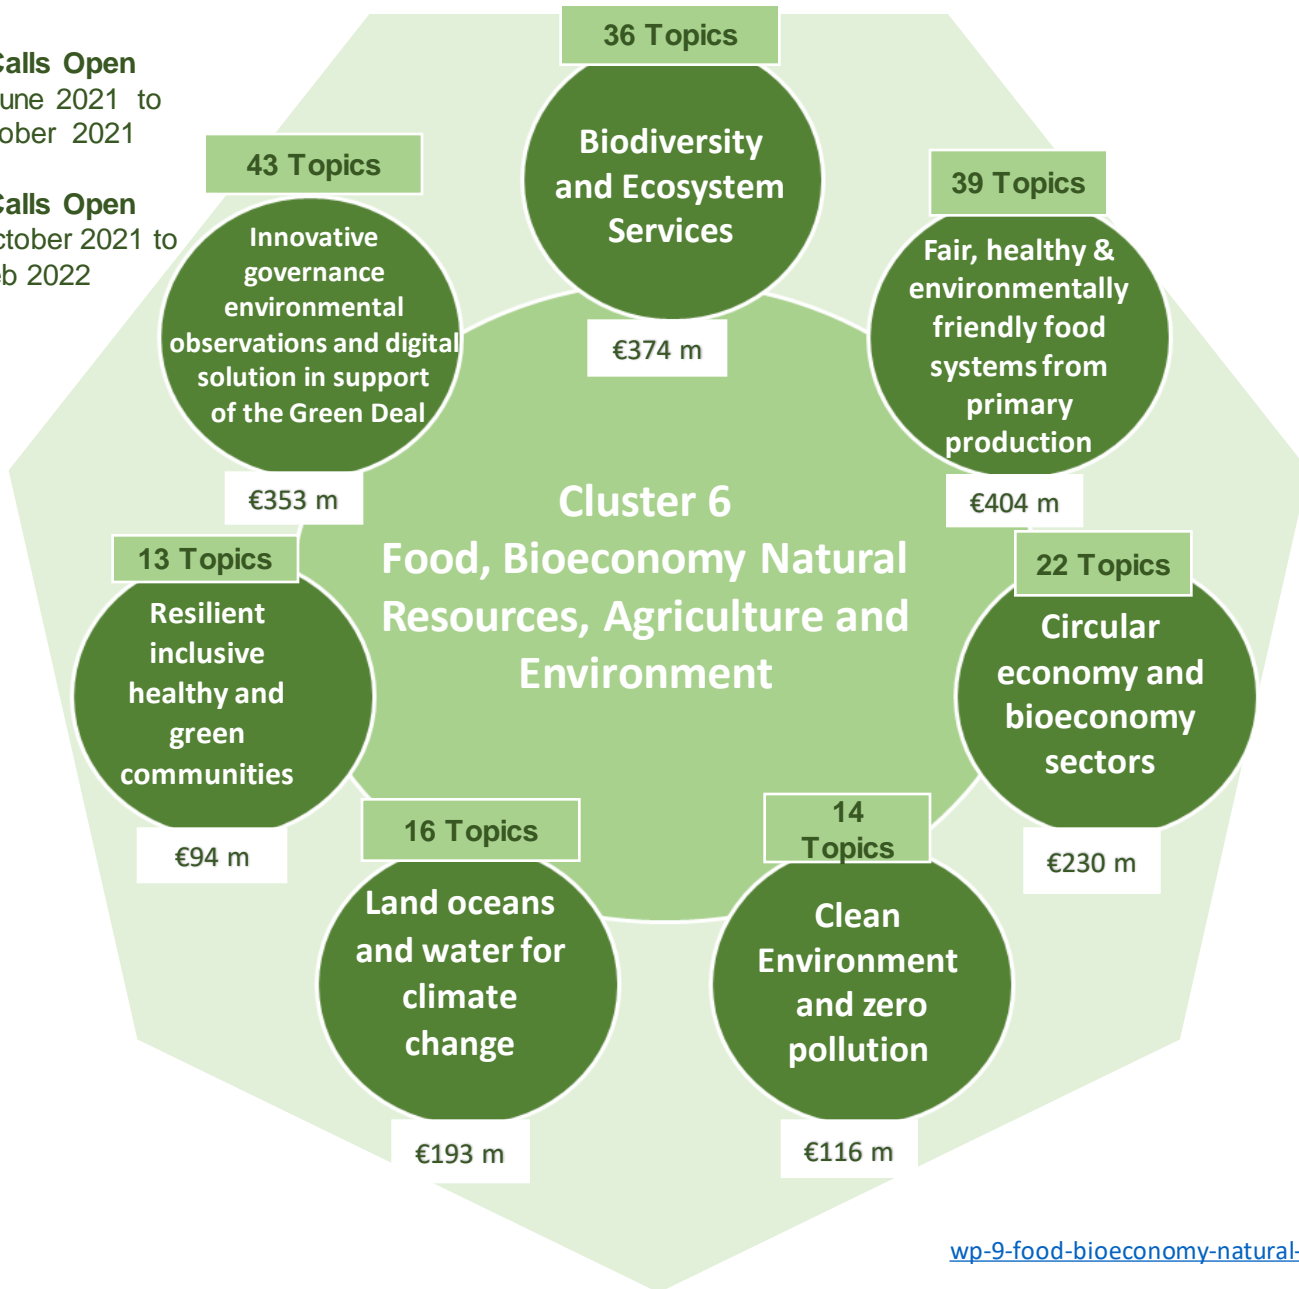 Calls Open
une 2021 to
ober 2021
Calls Open
ctober 2021 to
eb 2022
36 Topics
Biodiversity
and Ecosystem
Services
€374 m
39 Topics
Fair, healthy &
environmentally
friendly food
systems from
primary
production
€404 m
22 Topics
Circular
economy and
bioeconomy
sectors
€230 m
14
Topics
Clean
Environment
and zero
pollution
€116 m
16 Topics
Land oceans
and water for
climate
change
€193 m
13 Topics
Resilient
inclusive
healthy and
green
communities
€94 m
43 Topics
Innovative
governance
environmental
observations and digital
solution in support
of the Green Deal
€353 m
Cluster 6
Food, Bioeconomy Natural
Resources, Agriculture and
Environment
wp-9-food-bioeconomy-natural-